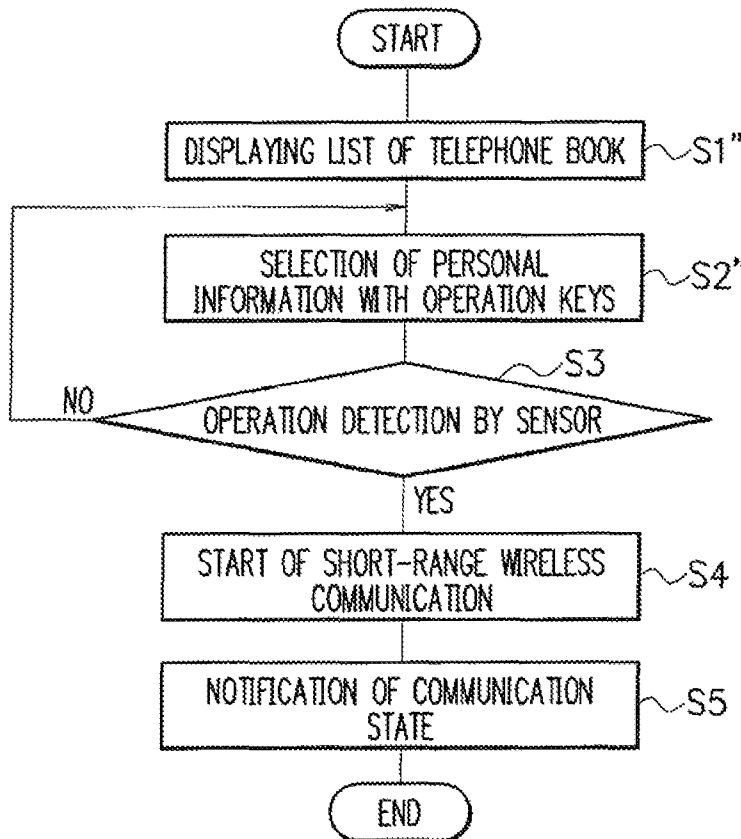 START
DISPLAYING LIST OF TELEPHONE BOOK
S1"
SELECTION OF PERSONAL
INFORMATION WITH OPERATION KEYS
S2'
S3
NO
OPERATION DETECTION BY SENSOR
YES
START OF SHORT-RANGE WIRELESS
COMMUNICATION
S4
NOTIFICATION OF COMMUNICATION
STATE
S5
END